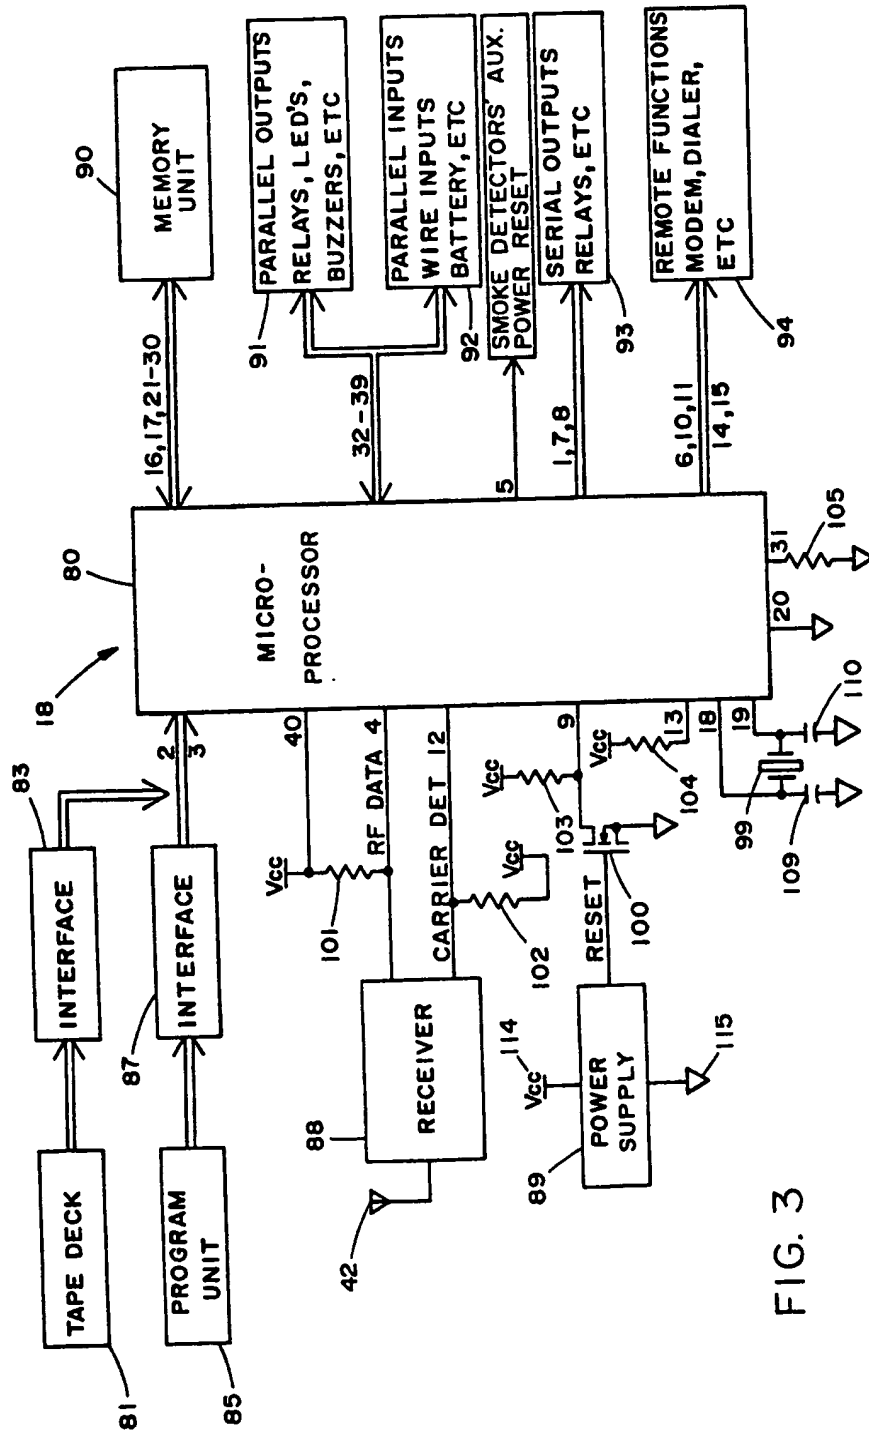 81
TAPE DECK
83
INTERFACE
85
PROGRAM
UNIT
87
INTERFACE
2
3
18
80
MICRO-
PROCESSOR
16,17,21-30
90
MEMORY
UNIT
32-39
91
PARALLEL OUTPUTS
RELAYS, LED'S,
BUZZERS, ETC
92
PARALLEL INPUTS
WIRE INPUTS
BATTERY, ETC
5
SMOKE DETECTORS' AUX.
POWER RESET
1,7,8
93
SERIAL OUTPUTS
RELAYS, ETC
6,10,11
14,15
94
REMOTE FUNCTIONS
MODEM, DIALER,
ETC
42
88
RECEIVER
Vcc
101
40
RF DATA 4
CARRIER DET 12
102
Vcc
89
POWER
SUPPLY
Vcc
114
115
RESET
100
Vcc
103
9
Vcc
104
13
18
19
99
109
110
20
31
105
FIG. 3